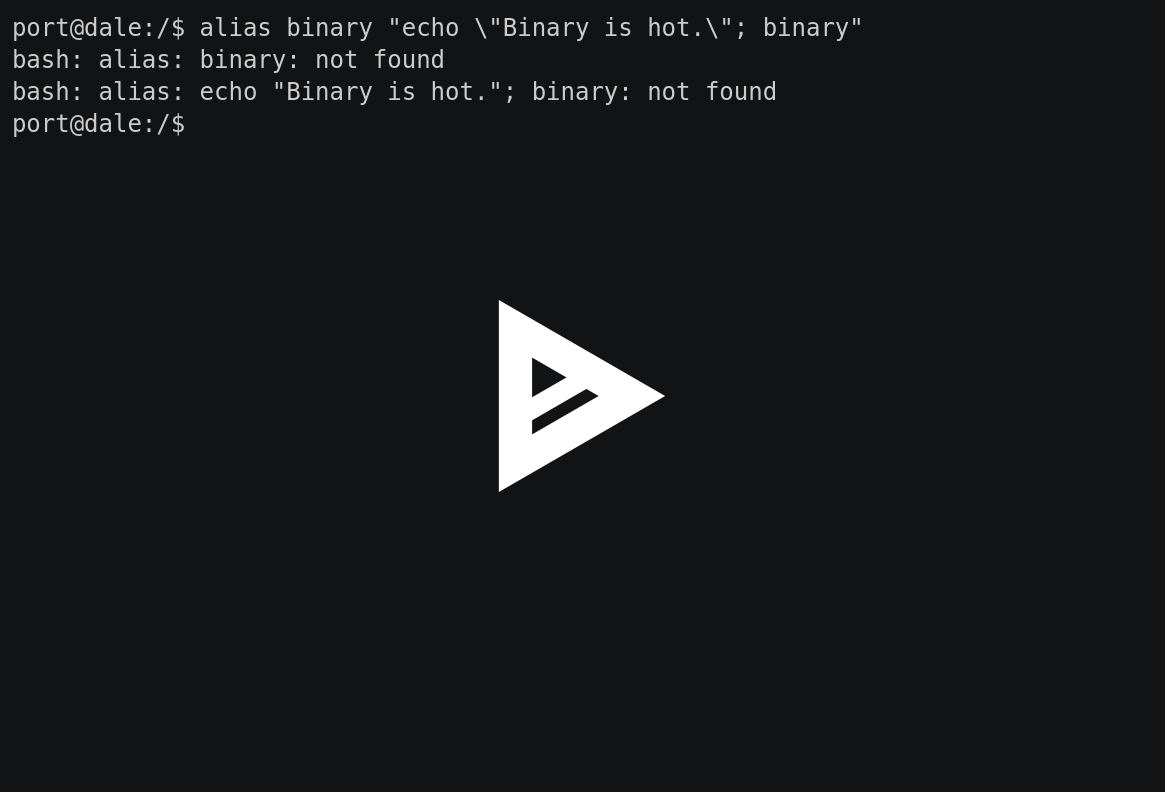 port@dale:/$ alias binary "echo \"Binary is hot.\"; binary"
bash: alias: binary: not found
bash: alias: echo "Binary is hot."; binary: not found
port@dale:/$